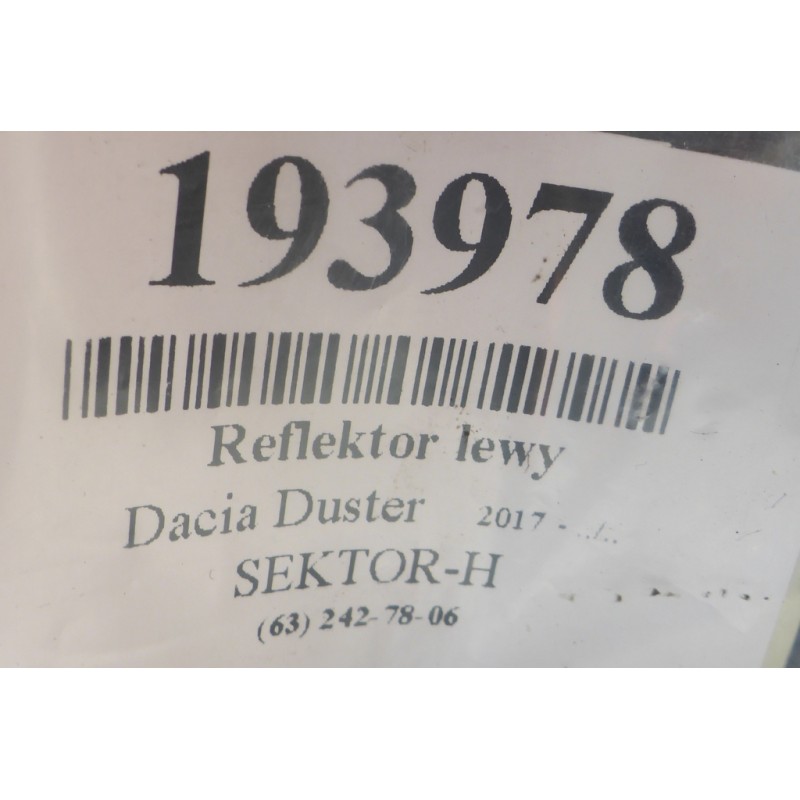 193978
Reflektor lewy
Dacia Duster 2017 - ../..
SEKTOR-H
(63) 242-78-06